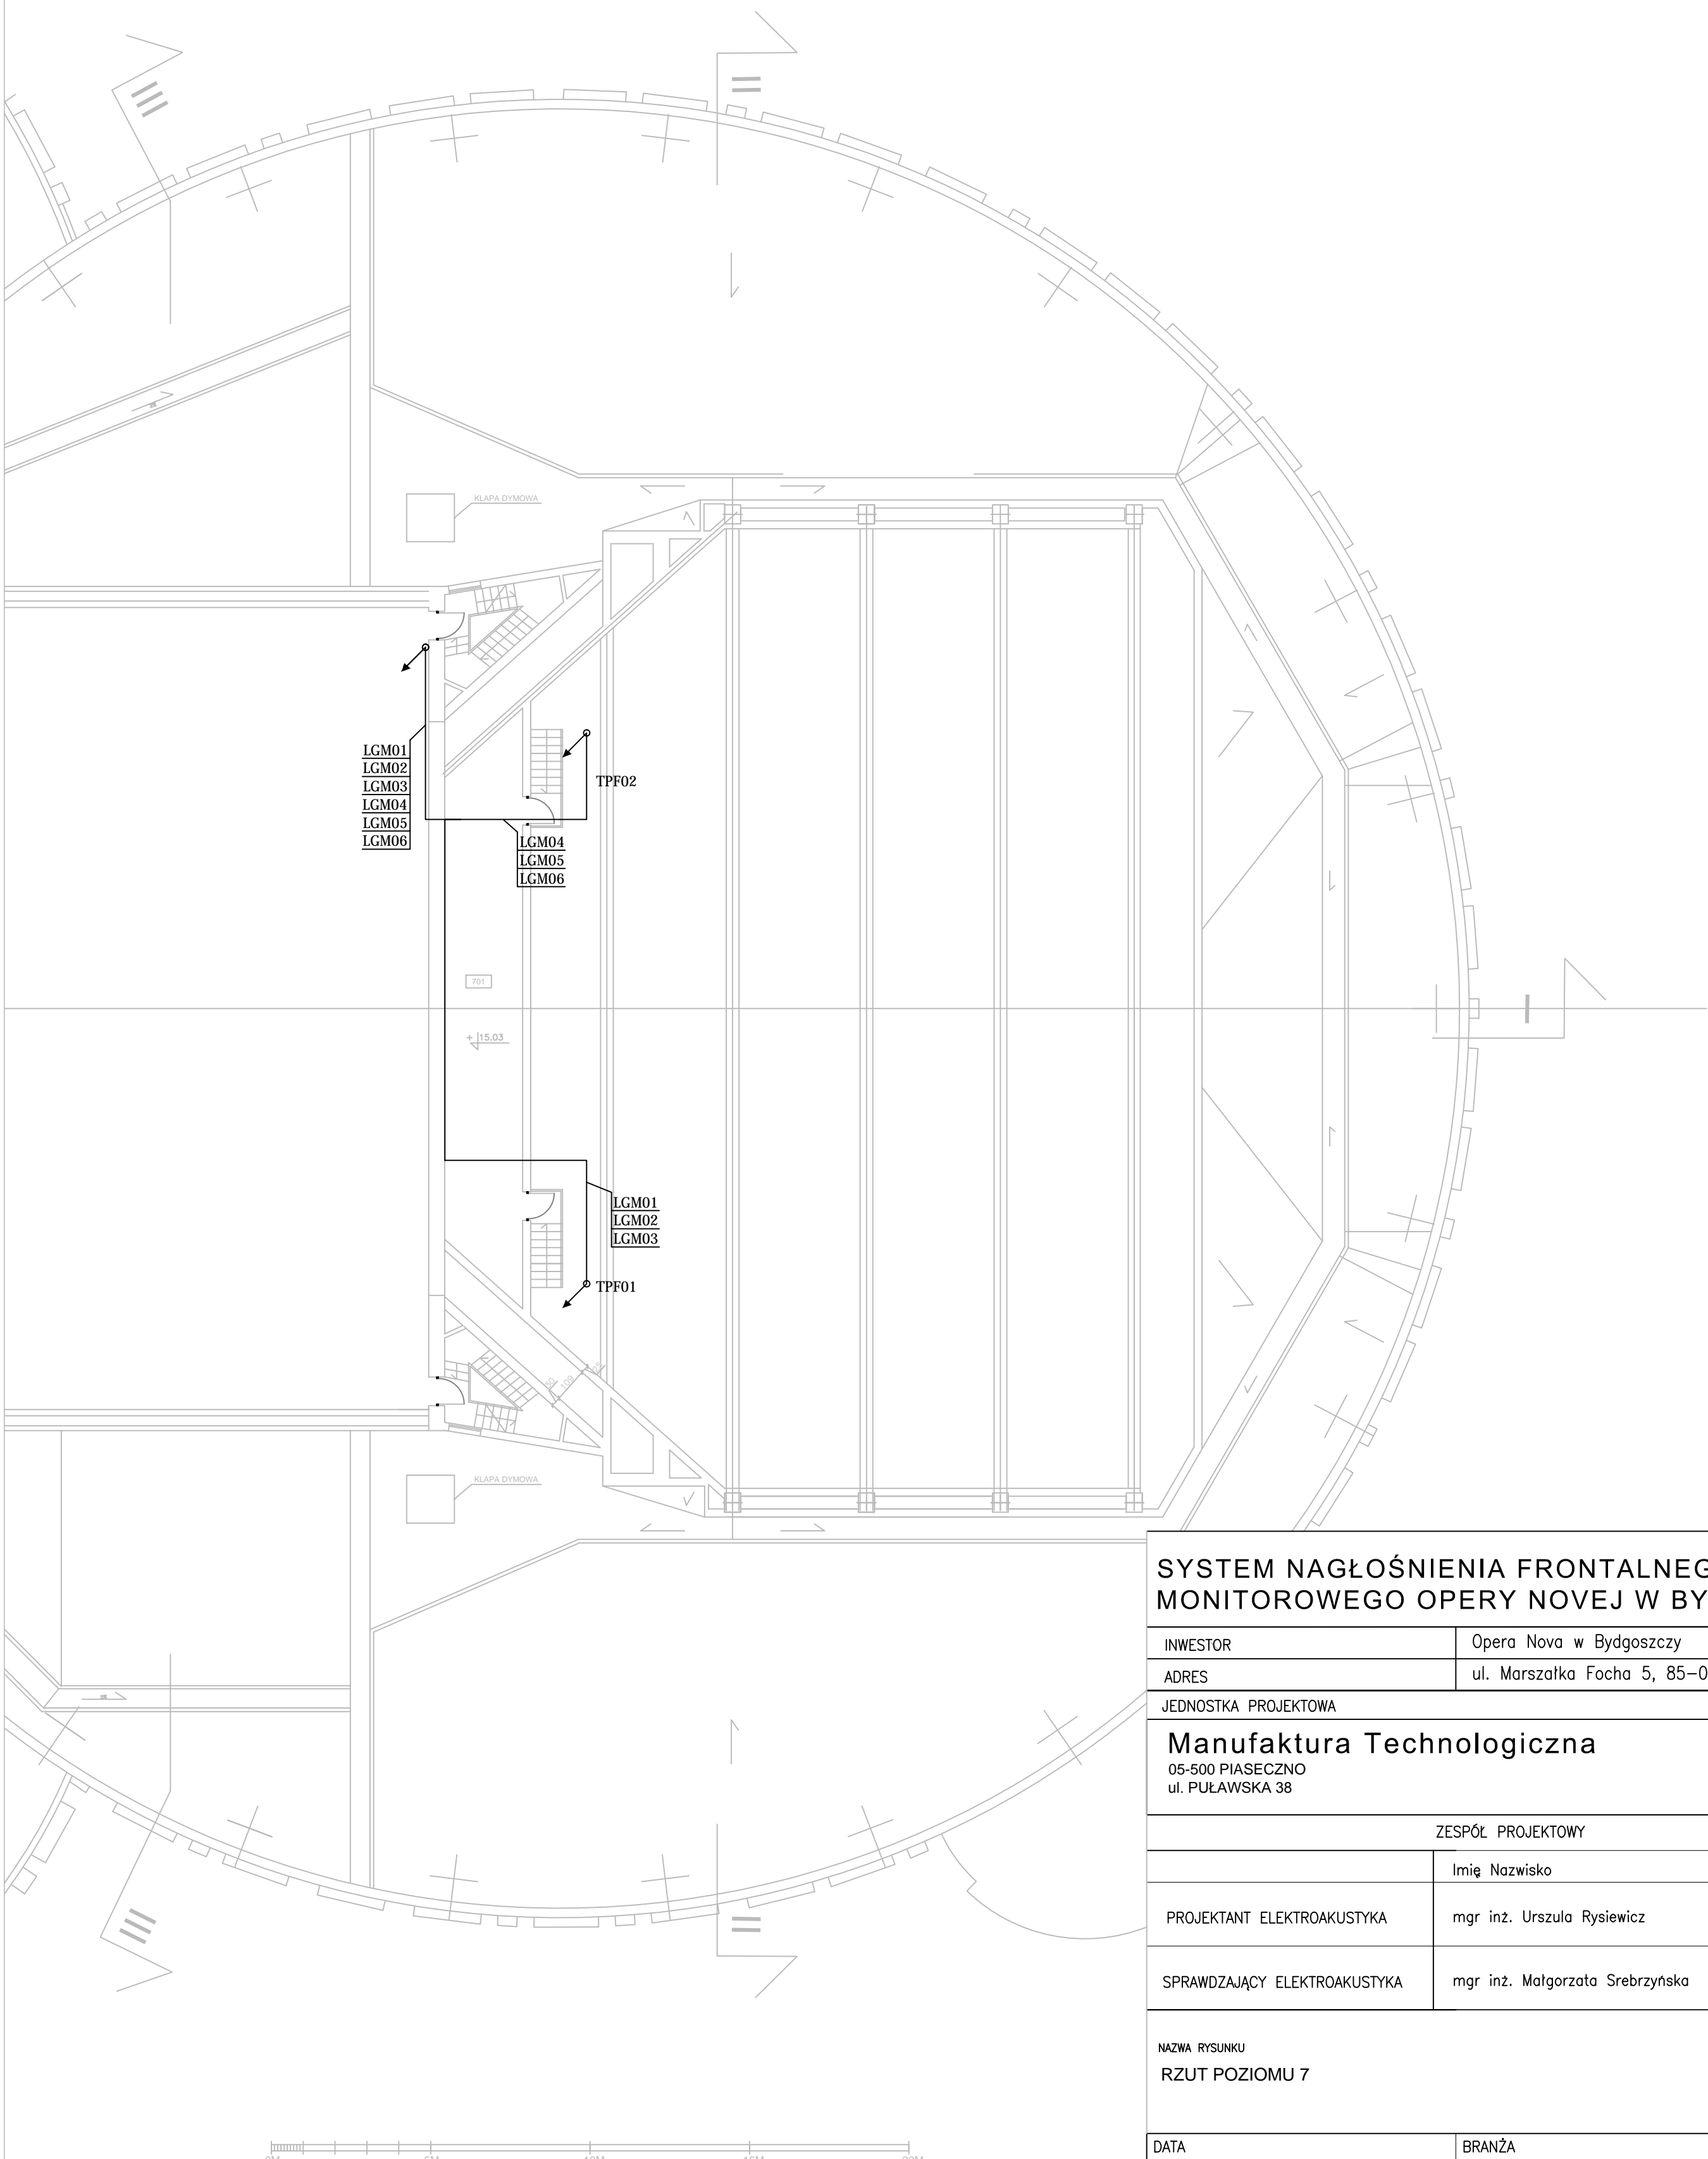 KLAPA DYMOWA
LGM01
LGM02
LGM03
LGM04
LGM05
LGM06
TPF02
LGM04
LGM05
LGM06
701
+ 15.03
LGM01
LGM02
LGM03
TPF01
109
KLAPA DYMOWA
SYSTEM NAGŁOŚNIENIA FRONTALNEG
MONITOROWEGO OPERY NOVEJ W BY
INWESTOR
Opera Nova w Bydgoszczy
ADRES
ul. Marszałka Focha 5, 85-0
JEDNOSTKA PROJEKTOWA
Manufaktura Technologiczna
05-500 PIASECZNO
ul. PUŁAWSKA 38
ZESPÓŁ PROJEKTOWY
Imię Nazwisko
PROJEKTANT ELEKTROAKUSTYKA
mgr inż. Urszula Rysiewicz
SPRAWDZAJĄCY ELEKTROAKUSTYKA
mgr inż. Małgorzata Srebrzyńska
NAZWA RYSUNKU
RZUT POZIOMU 7
DATA
BRANŻA